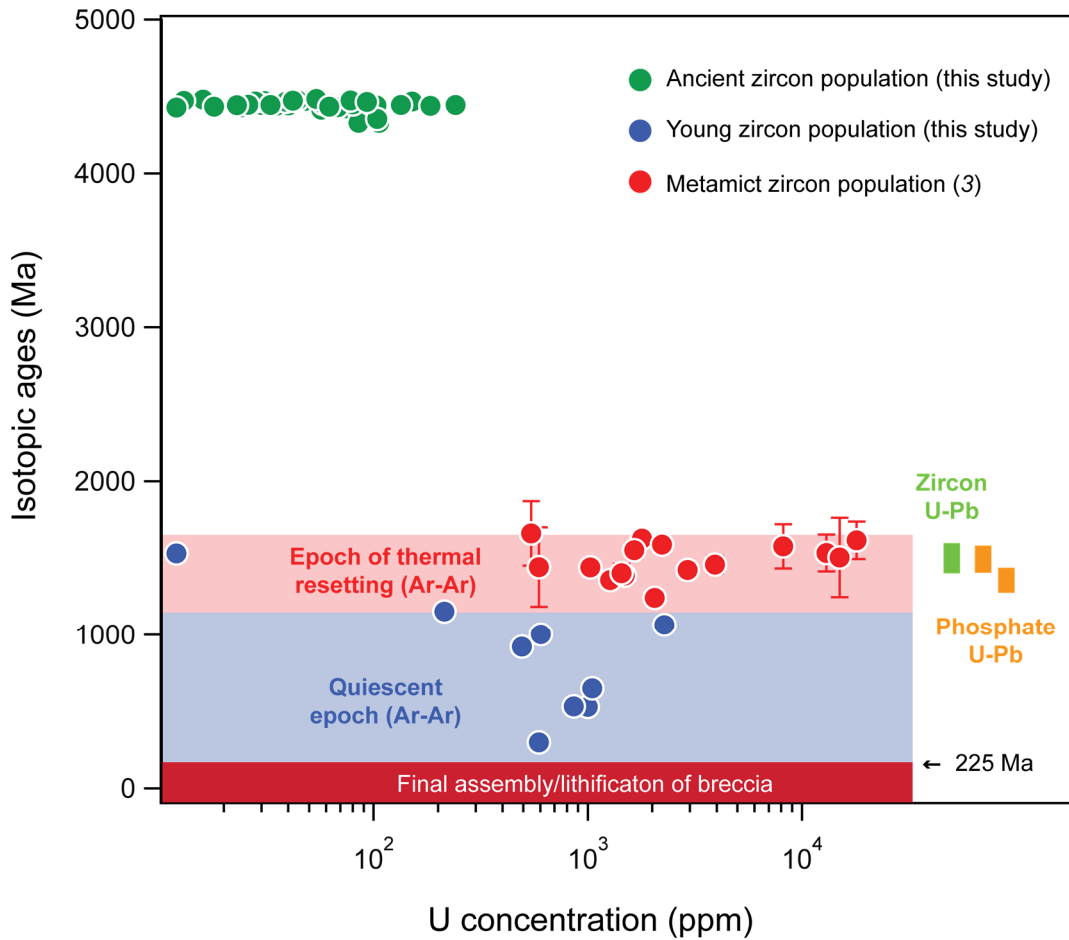 Isotopic ages (Ma)
5000
4000
3000
2000
1000
0
Ancient zircon population (this study)
Young zircon population (this study)
Metamict zircon population (3)
Epoch of thermal
resetting (Ar-Ar)
Quiescent
epoch (Ar-Ar)
Final assembly/lithificaton of breccia
Zircon
U-Pb
Phosphate
U-Pb
← 225 Ma
10²
10³
10⁴
U concentration (ppm)